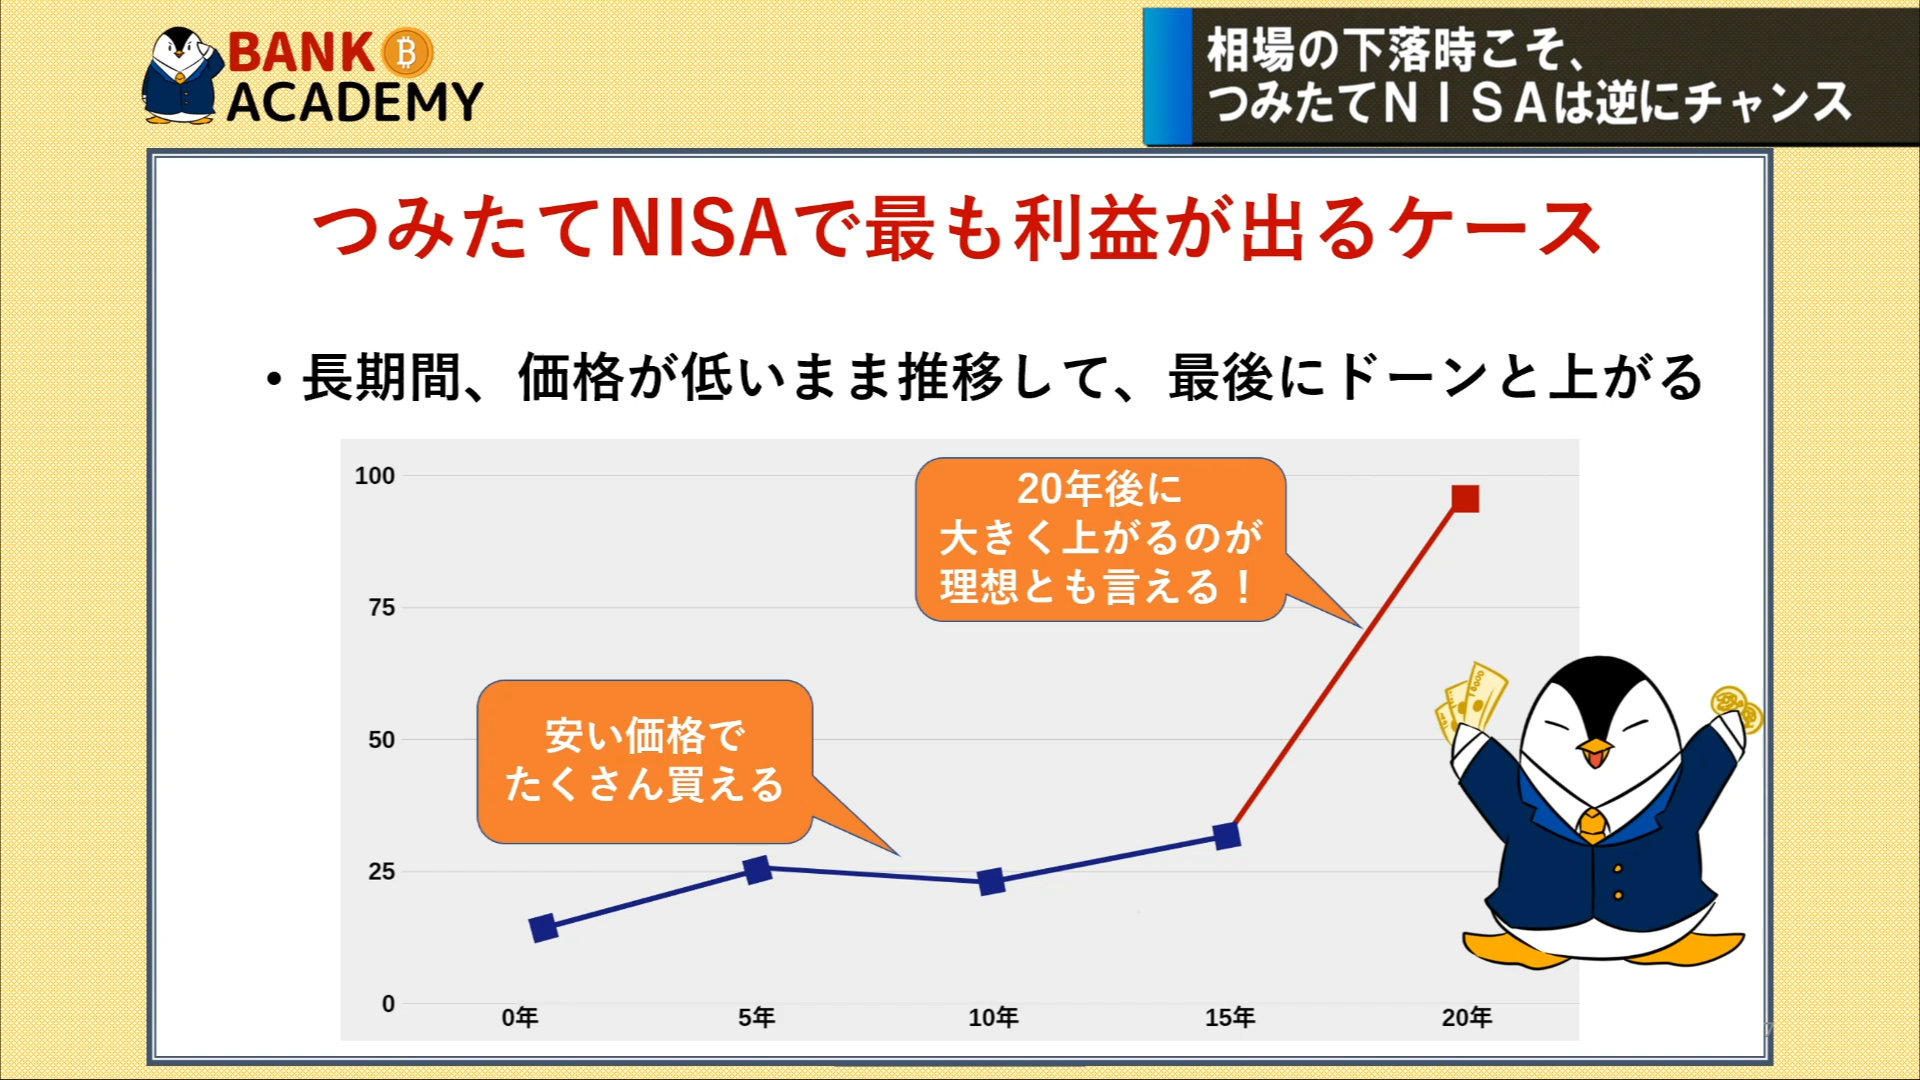 BANK
ACADEMY
相場の下落時こそ、
つみたてNISAは逆にチャンス
つみたてNISAで最も利益が出るケース
・長期間、価格が低いまま推移して、最後にドーンと上がる
100
75
50
25
0
20年後に
大きく上がるのが
理想とも言える！
安い価格で
たくさん買える
0年
5年
10年
15年
20年
7